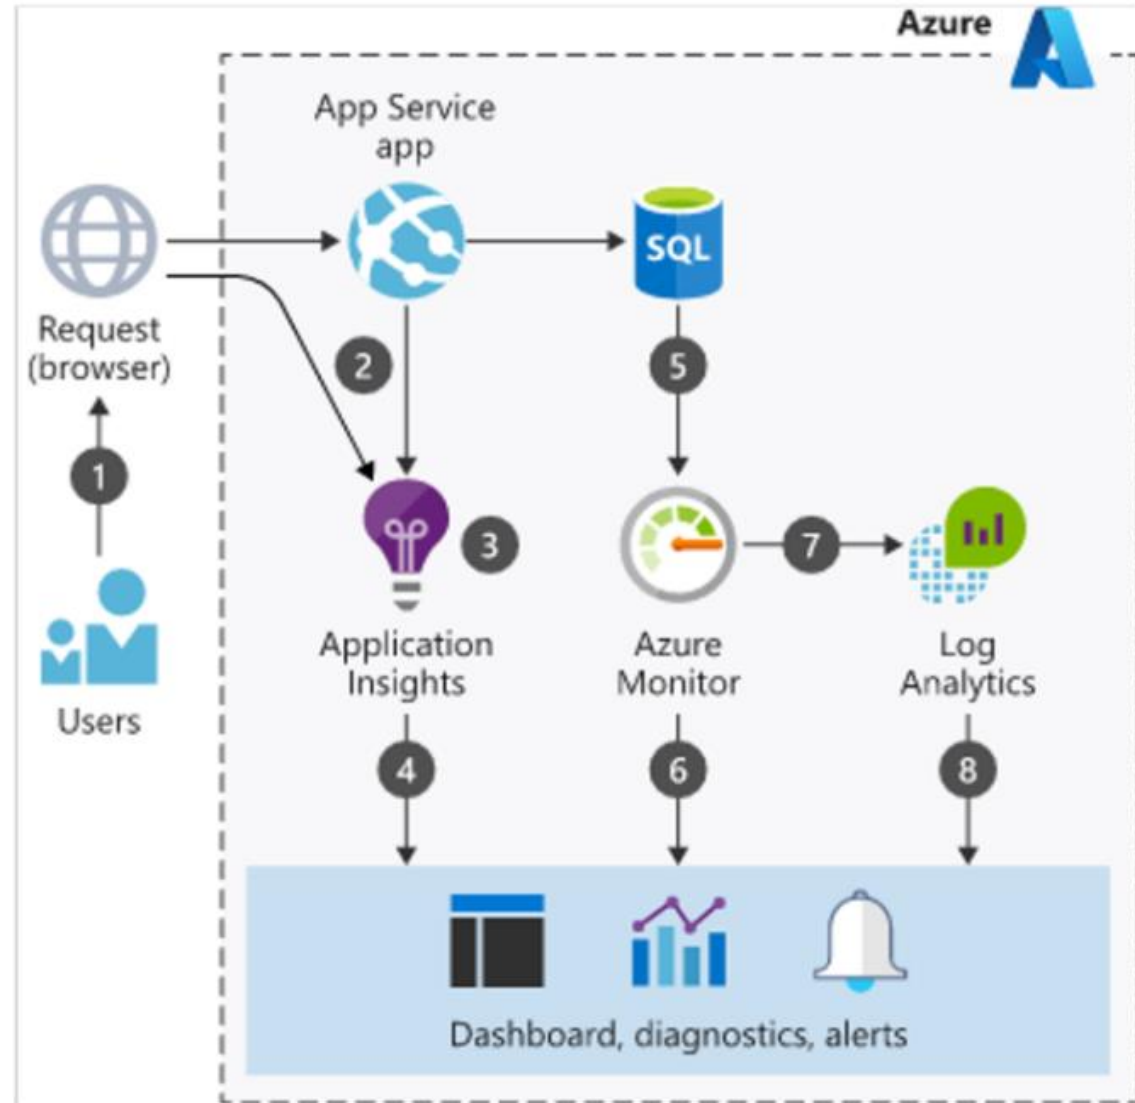 Azure
App Service
app
SQL
Request
(browser)
2
5
1
3
7
Application
Insights
Azure
Monitor
Log
Analytics
Users
4
6
8
Dashboard, diagnostics, alerts